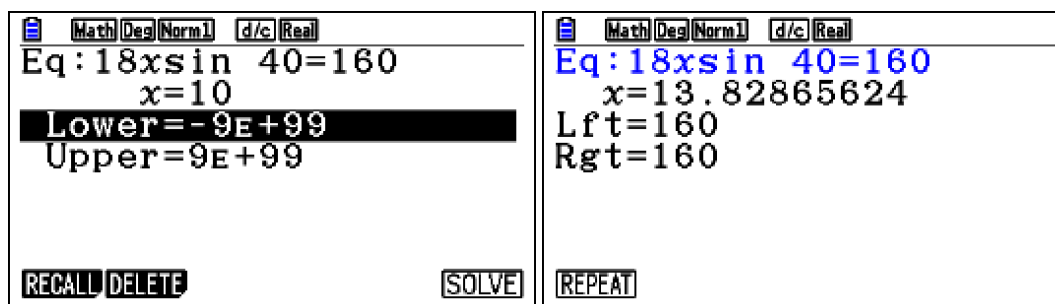 Math Deg Norm1 d/c Real
Eq:18xsin 40=160
x=10
Lower=-9E+99
Upper=9E+99
RECALL DELETE SOLVE
Math Deg Norm1 d/c Real
Eq:18xsin 40=160
x=13.82865624
Lft=160
Rgt=160
REPEAT